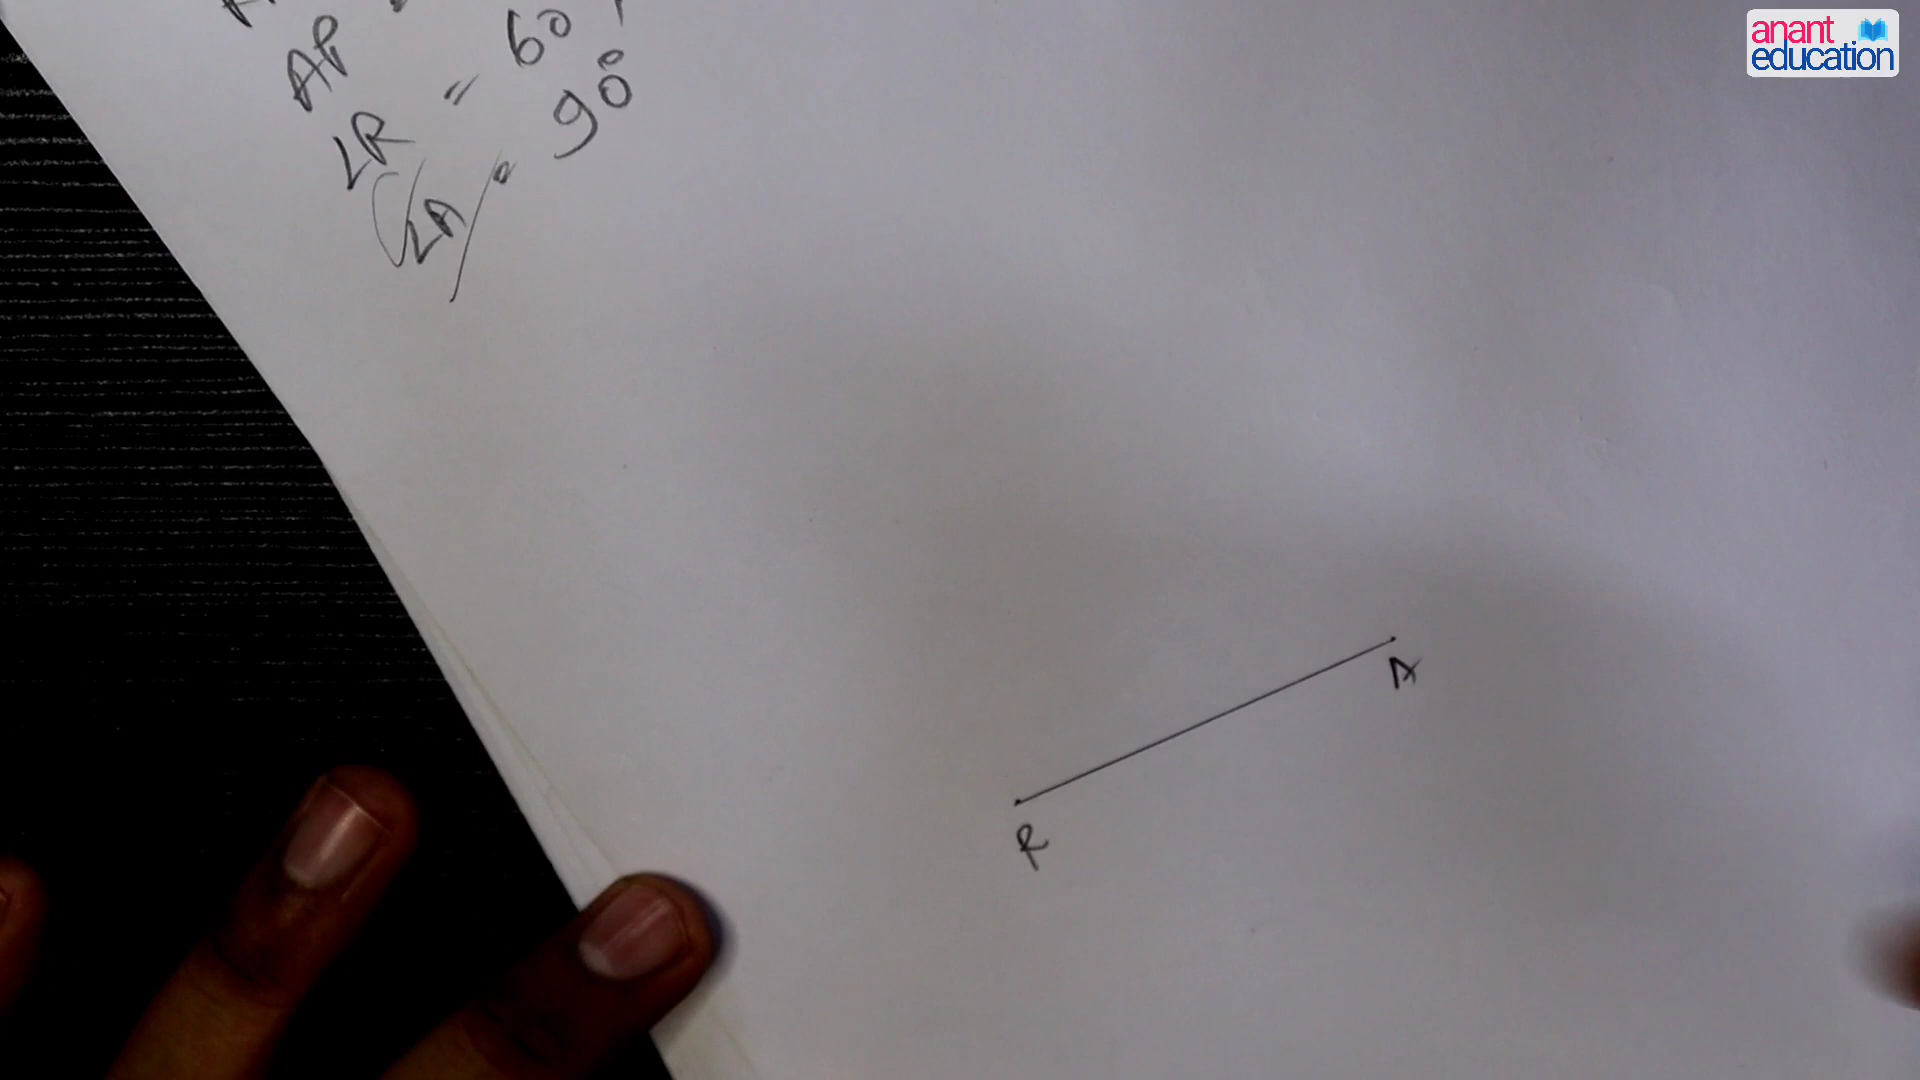 AP
∠R = 60°
∠A = 90°
A
R
anant
education